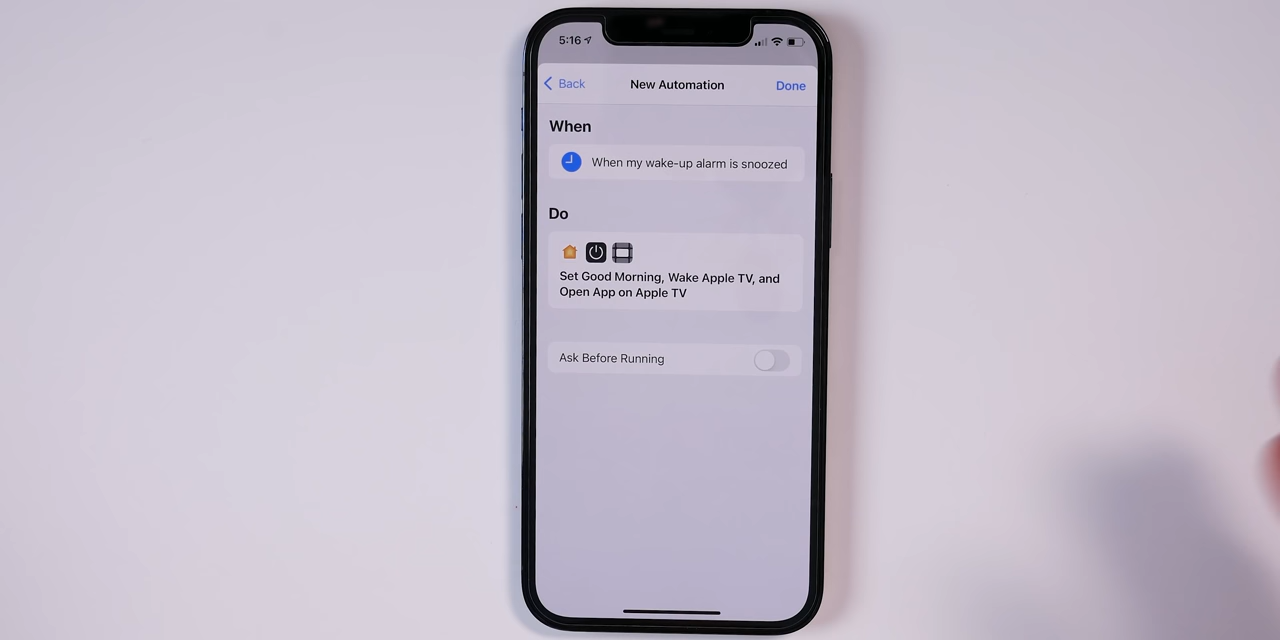 5:16
Back
New Automation
Done
When
When my wake-up alarm is snoozed
Do
Set Good Morning, Wake Apple TV, and
Open App on Apple TV
Ask Before Running